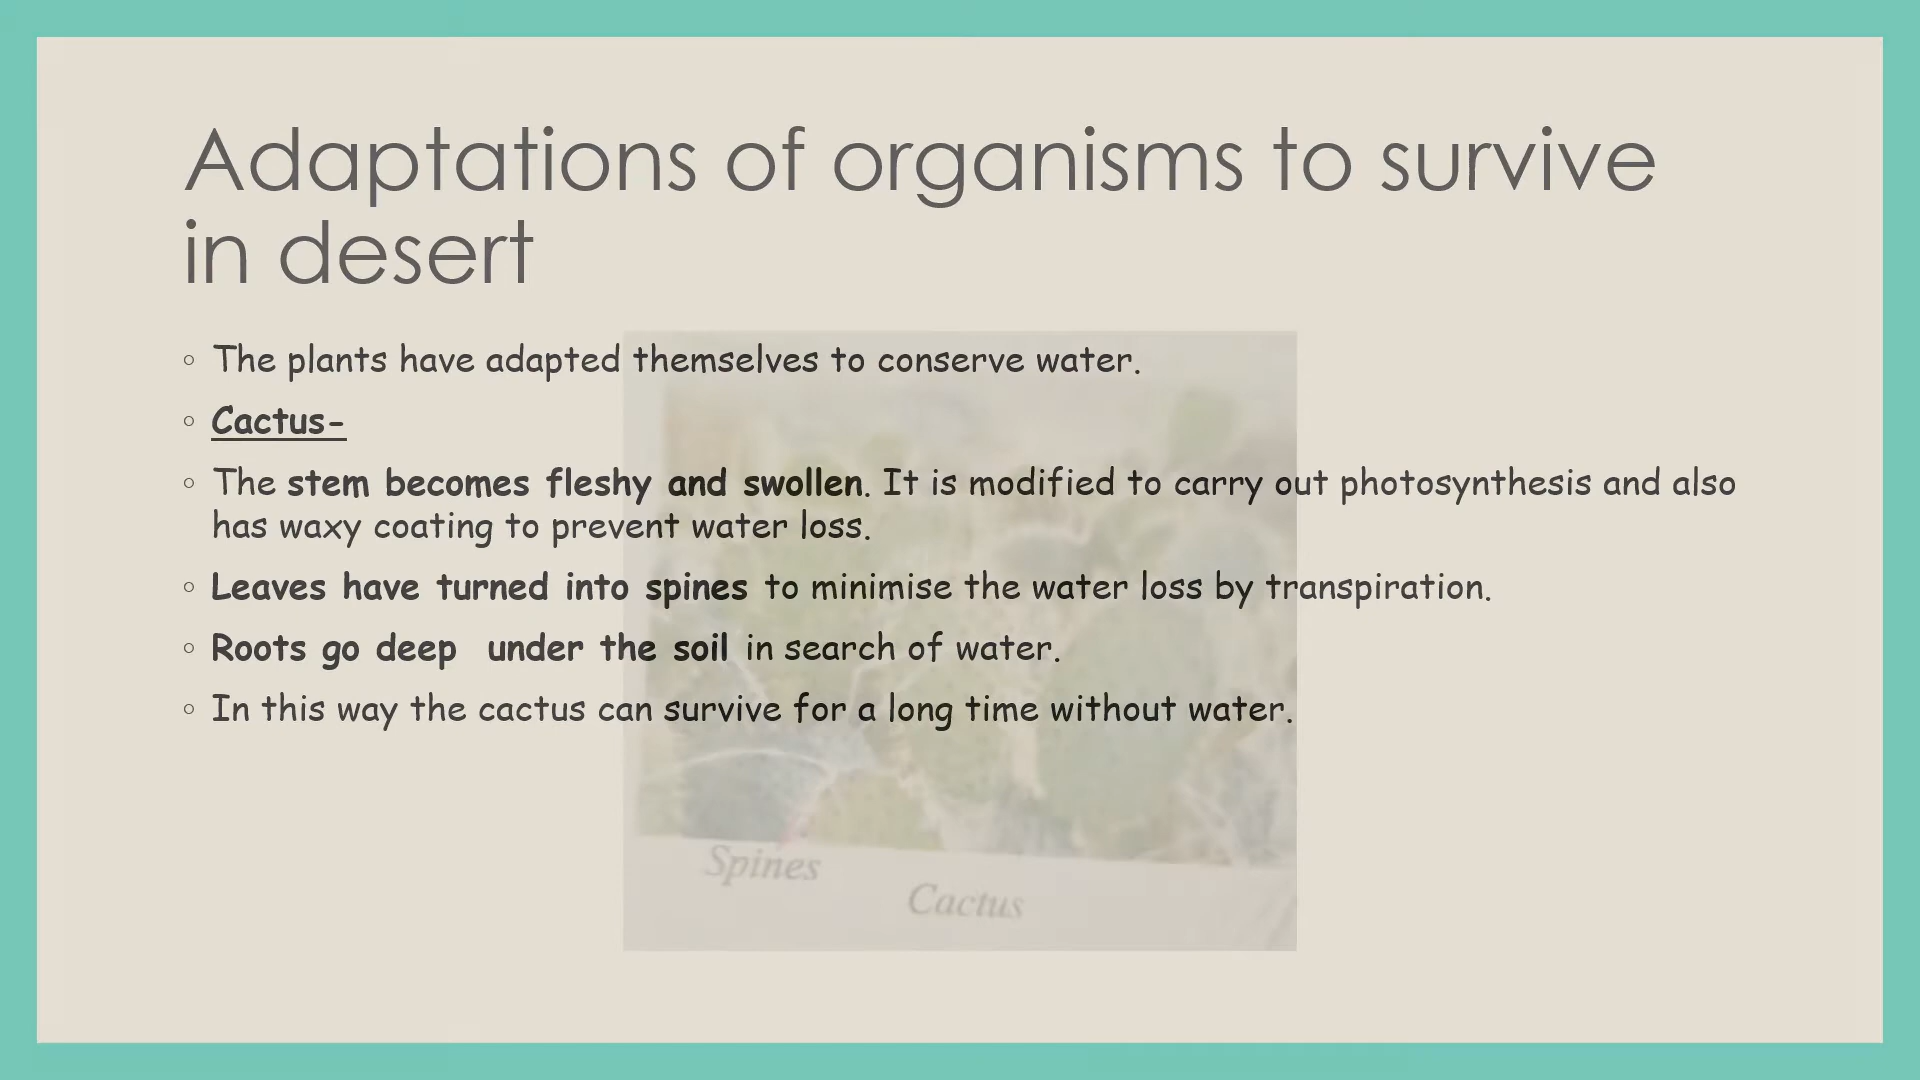 Adaptations of organisms to survive
in desert
◦ The plants have adapted themselves to conserve water.
◦ Cactus-
◦ The stem becomes fleshy and swollen. It is modified to carry out photosynthesis and also
has waxy coating to prevent water loss.
◦ Leaves have turned into spines to minimise the water loss by transpiration.
◦ Roots go deep  under the soil in search of water.
◦ In this way the cactus can survive for a long time without water.
Spines
Cactus